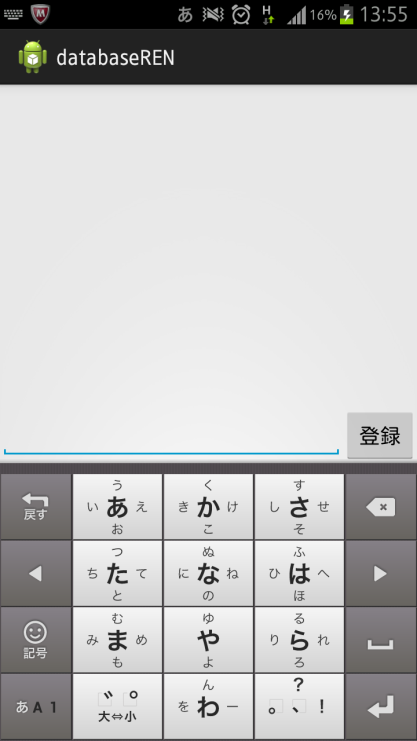 あ H 16% 13:55
databaseREN
登録
う く す
戻す い あ え き か け し さ せ ×
お こ そ
つ ぬ ふ
ち た て に な ね ひ は へ
と の ほ
む ゆ る
記号 み ま め や り ら れ
も よ ろ
ん ?
あA1 ゛゜ を わ ー 。、!
大⇔小